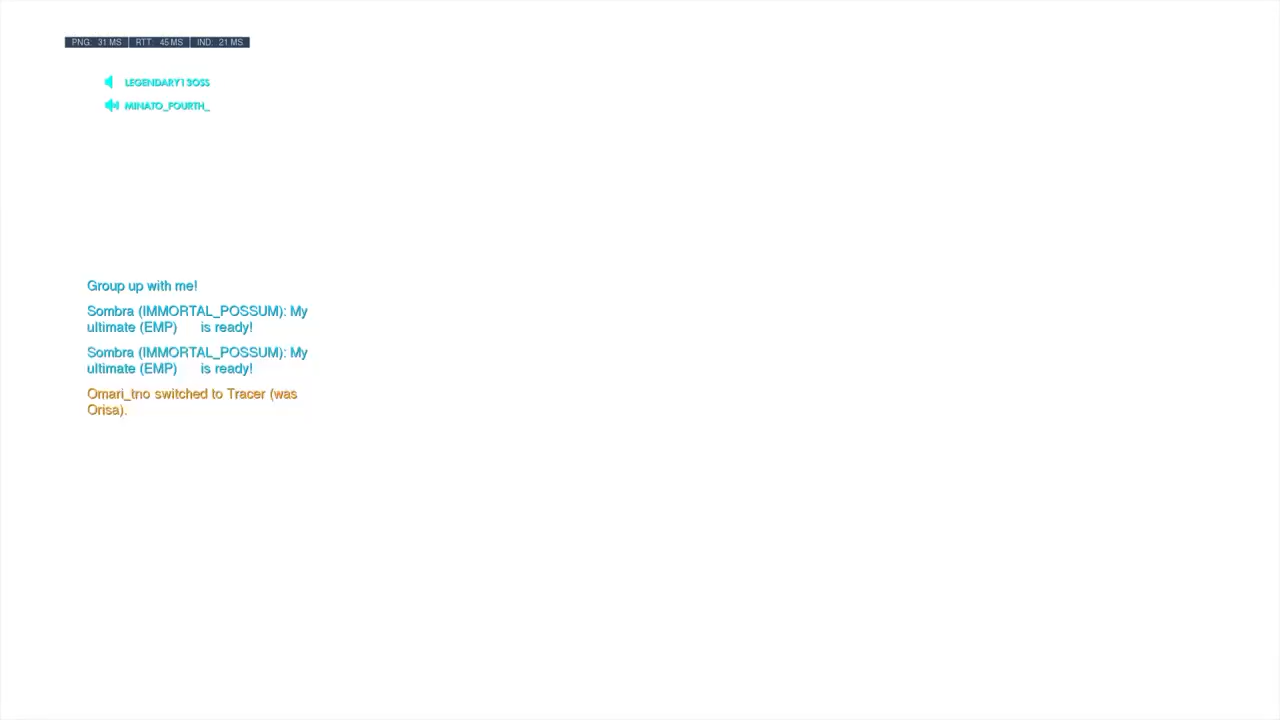 PNG: 31 MS RTT: 45 MS IND: 21 MS
LEGENDARY13OSS
MINATO_FOURTH_
Group up with me!
Sombra (IMMORTAL_POSSUM): My
ultimate (EMP) is ready!
Sombra (IMMORTAL_POSSUM): My
ultimate (EMP) is ready!
Omari_tno switched to Tracer (was
Orisa).